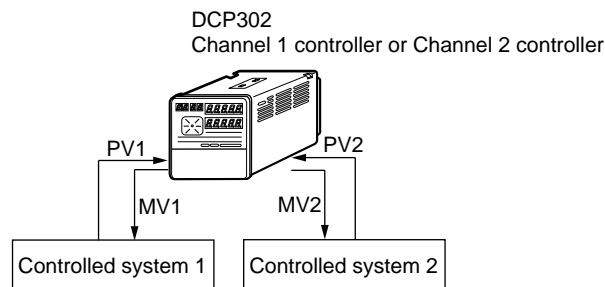 DCP302
Channel 1 controller or Channel 2 controller
PV1
PV2
MV1
MV2
Controlled system 1
Controlled system 2